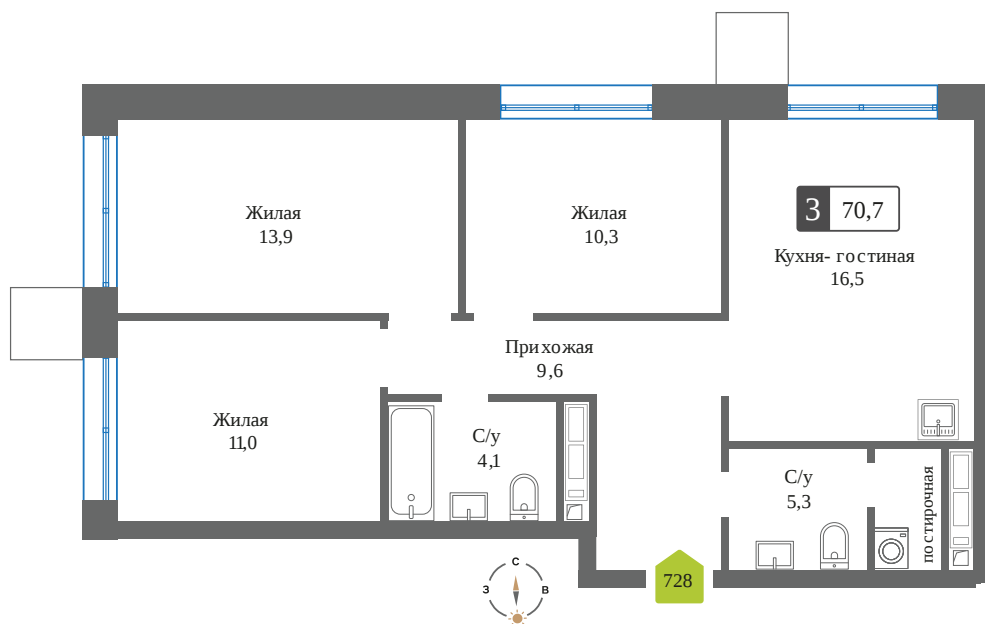 Жилая
13,9
Жилая
10,3
3 70,7
Кухня- гостиная
16,5
Прихожая
9,6
Жилая
11,0
С/у
4,1
С/у
5,3
постирочная
728
С
З
В